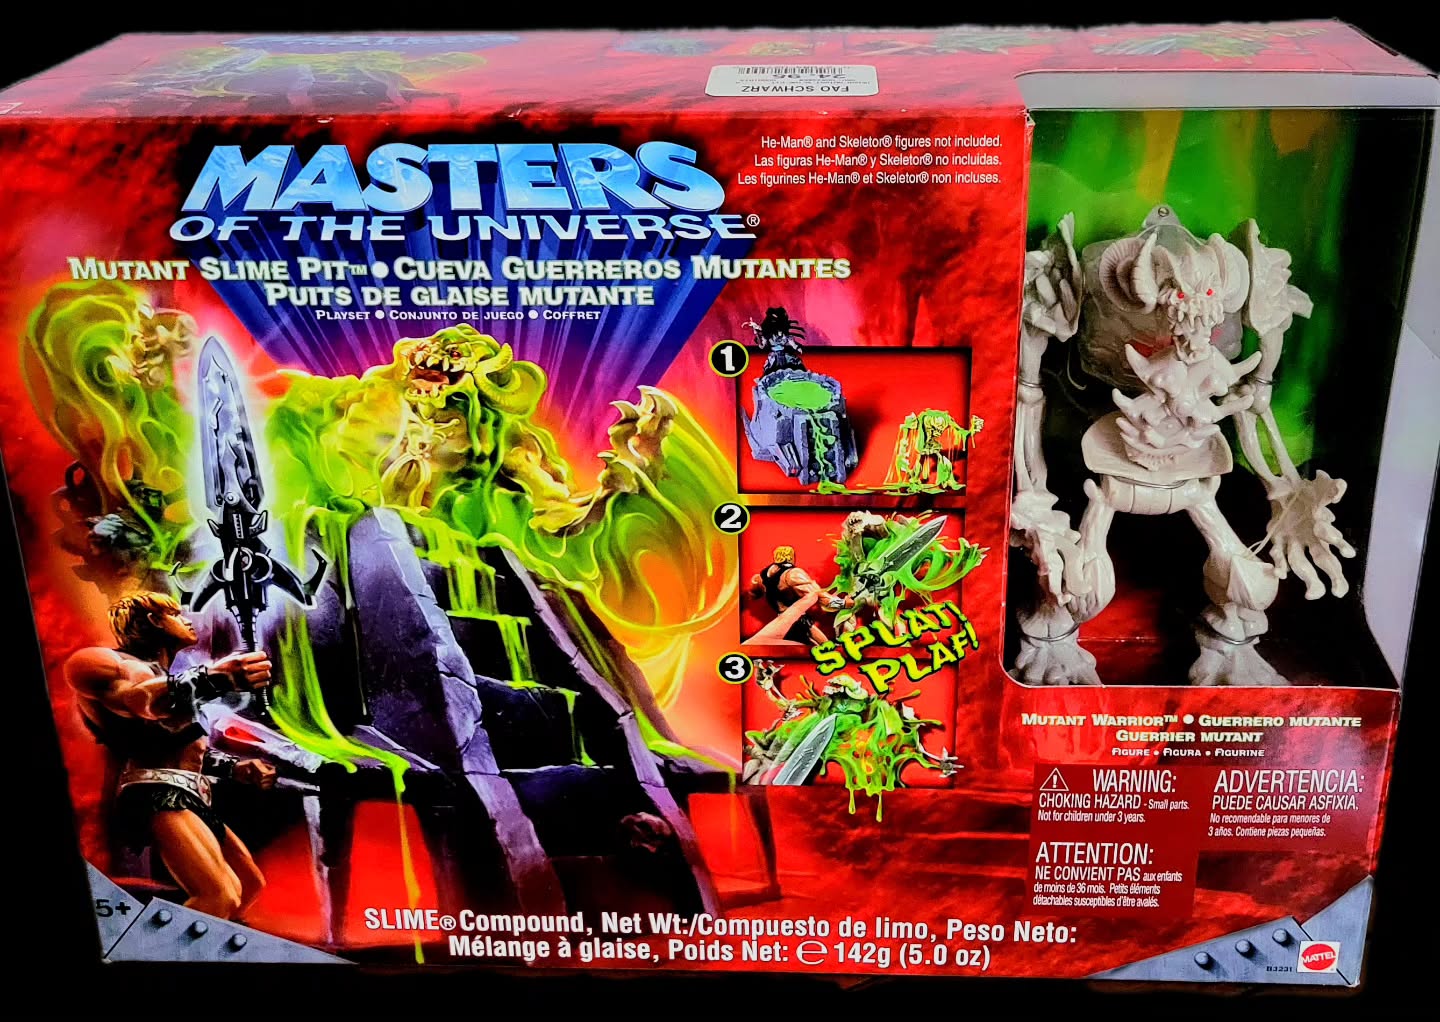 24.95
FAO SCHWARZ
He-Man® and Skeletor® figures not included.
Las figuras He-Man® y Skeletor® no incluidas.
Les figurines He-Man® et Skeletor® non incluses.
MASTERS
OF THE UNIVERSE®
MUTANT SLIME PIT™ • CUEVA GUERREROS MUTANTES
PUITS DE GLAISE MUTANTE
PLAYSET • CONJUNTO DE JUEGO • COFFRET
1
2
SPLAT!
PLAF!
3
MUTANT WARRIOR™ • GUERRERO MUTANTE
GUERRIER MUTANT
FIGURE • FIGURA • FIGURINE
WARNING:
CHOKING HAZARD - Small parts.
Not for children under 3 years.
ADVERTENCIA:
PUEDE CAUSAR ASFIXIA.
No recomendable para menores de
3 años. Contiene piezas pequeñas.
ATTENTION:
NE CONVIENT PAS aux enfants
de moins de 36 mois. Petits éléments
détachables susceptibles d'être avalés.
5+
SLIME® Compound, Net Wt:/Compuesto de limo, Peso Neto:
Mélange à glaise, Poids Net: ℮ 142g (5.0 oz)
B3231
MATTEL